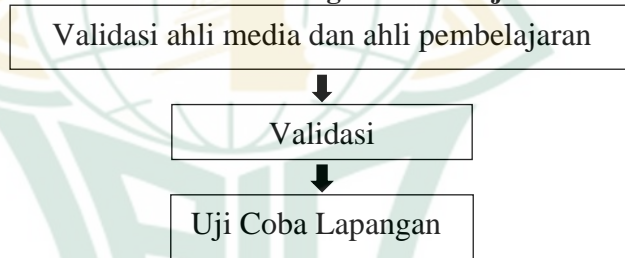 Validasi ahli media dan ahli pembelajaran
Validasi
Uji Coba Lapangan